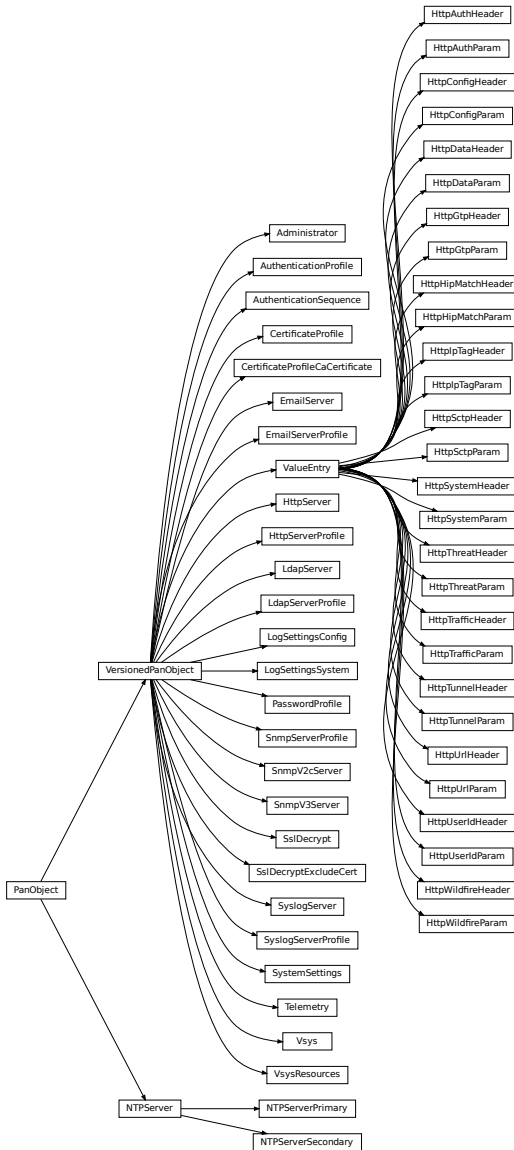 HttpAuthHeader
HttpAuthParam
HttpConfigHeader
HttpConfigParam
HttpDataHeader
HttpDataParam
HttpGtpHeader
HttpGtpParam
HttpHipMatchHeader
HttpHipMatchParam
HttpIpTagHeader
HttpIpTagParam
HttpSctpHeader
HttpSctpParam
HttpSystemHeader
HttpSystemParam
HttpThreatHeader
HttpThreatParam
HttpTrafficHeader
HttpTrafficParam
HttpTunnelHeader
HttpTunnelParam
HttpUrlHeader
HttpUrlParam
HttpUserIdHeader
HttpUserIdParam
HttpWildfireHeader
HttpWildfireParam
Administrator
AuthenticationProfile
AuthenticationSequence
CertificateProfile
CertificateProfileCaCertificate
EmailServer
EmailServerProfile
ValueEntry
HttpServer
HttpServerProfile
LdapServer
LdapServerProfile
LogSettingsConfig
LogSettingsSystem
PasswordProfile
SnmpServerProfile
SnmpV2cServer
SnmpV3Server
SslDecrypt
SslDecryptExcludeCert
SyslogServer
SyslogServerProfile
SystemSettings
Telemetry
Vsys
VsysResources
VersionedPanObject
PanObject
NTPServer
NTPServerPrimary
NTPServerSecondary